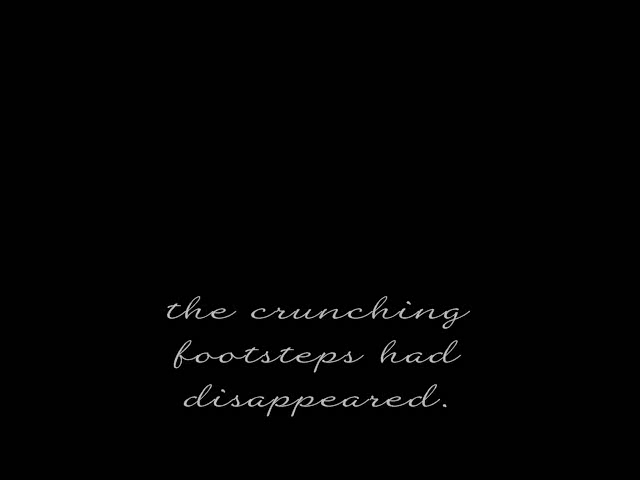 the crunching
footsteps had
disappeared.